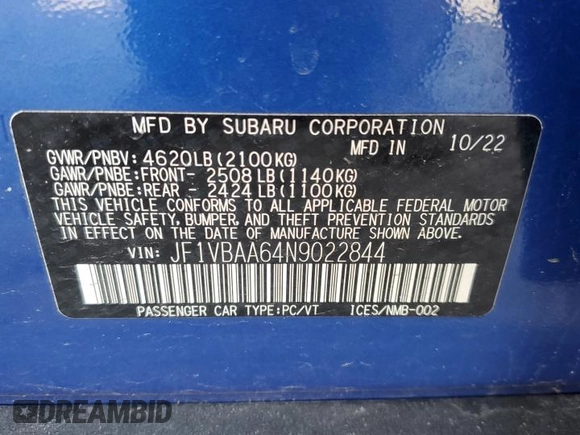 MFD BY SUBARU CORPORATION
MFD IN 10/22
GVWR/PNBV: 4620LB(2100KG)
GAWR/PNBE:FRONT- 2508LB(1140KG)
GAWR/PNBE:REAR - 2424LB(1100KG)
THIS VEHICLE CONFORMS TO ALL APPLICABLE FEDERAL MOTOR
VEHICLE SAFETY, BUMPER, AND THEFT PREVENTION STANDARDS
IN EFFECT ON THE DATE OF MANUFACTURE SHOWN ABOVE.
VIN: JF1VBAA64N9022844
PASSENGER CAR TYPE:PC/VT ICES/NMB-002
DREAMBID